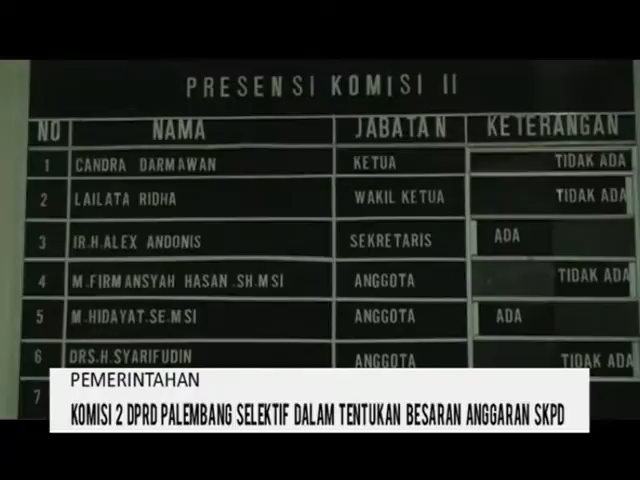 PRESENSI KOMISI II
NO NAMA JABATAN KETERANGAN
1 CANDRA DARMAWAN KETUA TIDAK ADA
2 LAILATA RIDHA WAKIL KETUA TIDAK ADA
3 IR.H.ALEX ANDONIS SEKRETARIS ADA
4 M.FIRMANSYAH HASAN.SH.MSI ANGGOTA TIDAK ADA
5 M.HIDAYAT.SE.MSI ANGGOTA ADA
6 DRS.H.SYARIFUDIN ANGGOTA TIDAK ADA
7
PEMERINTAHAN
KOMISI 2 DPRD PALEMBANG SELEKTIF DALAM TENTUKAN BESARAN ANGGARAN SKPD